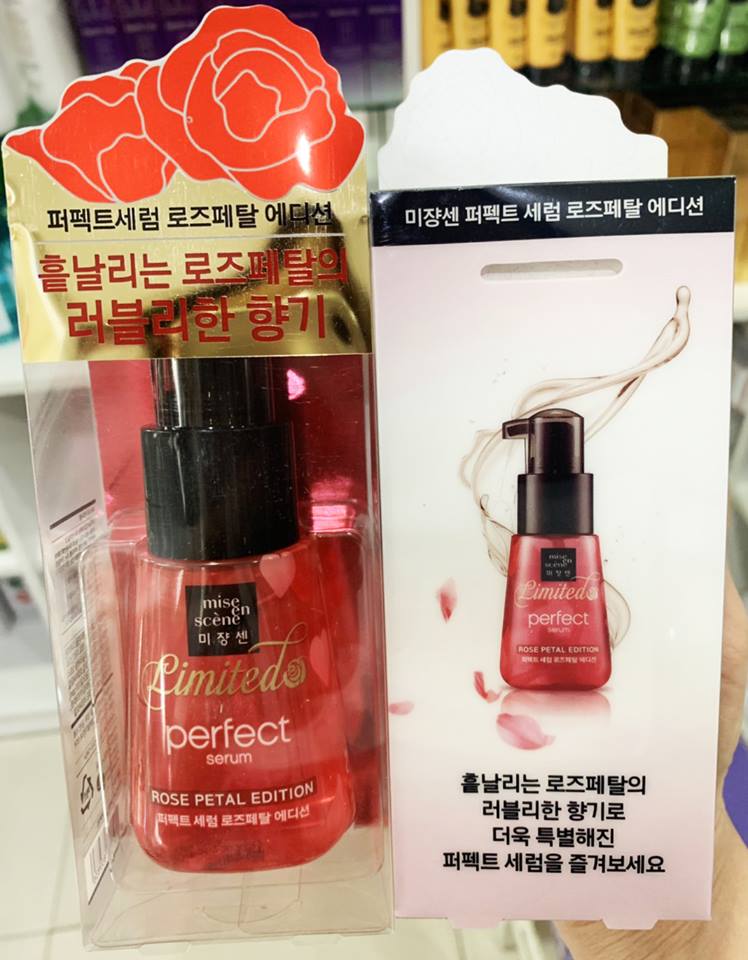 퍼펙트세럼 로즈페탈 에디션
흩날리는 로즈페탈의
러블리한 향기
mise
en
scène
미쟝센
Limited
perfect
serum
ROSE PETAL EDITION
퍼펙트 세럼 로즈페탈 에디션
미쟝센 퍼펙트 세럼 로즈페탈 에디션
mise
en
scène
미쟝센
Limited
perfect
serum
ROSE PETAL EDITION
퍼펙트 세럼 로즈페탈 에디션
흩날리는 로즈페탈의
러블리한 향기로
더욱 특별해진
퍼펙트 세럼을 즐겨보세요